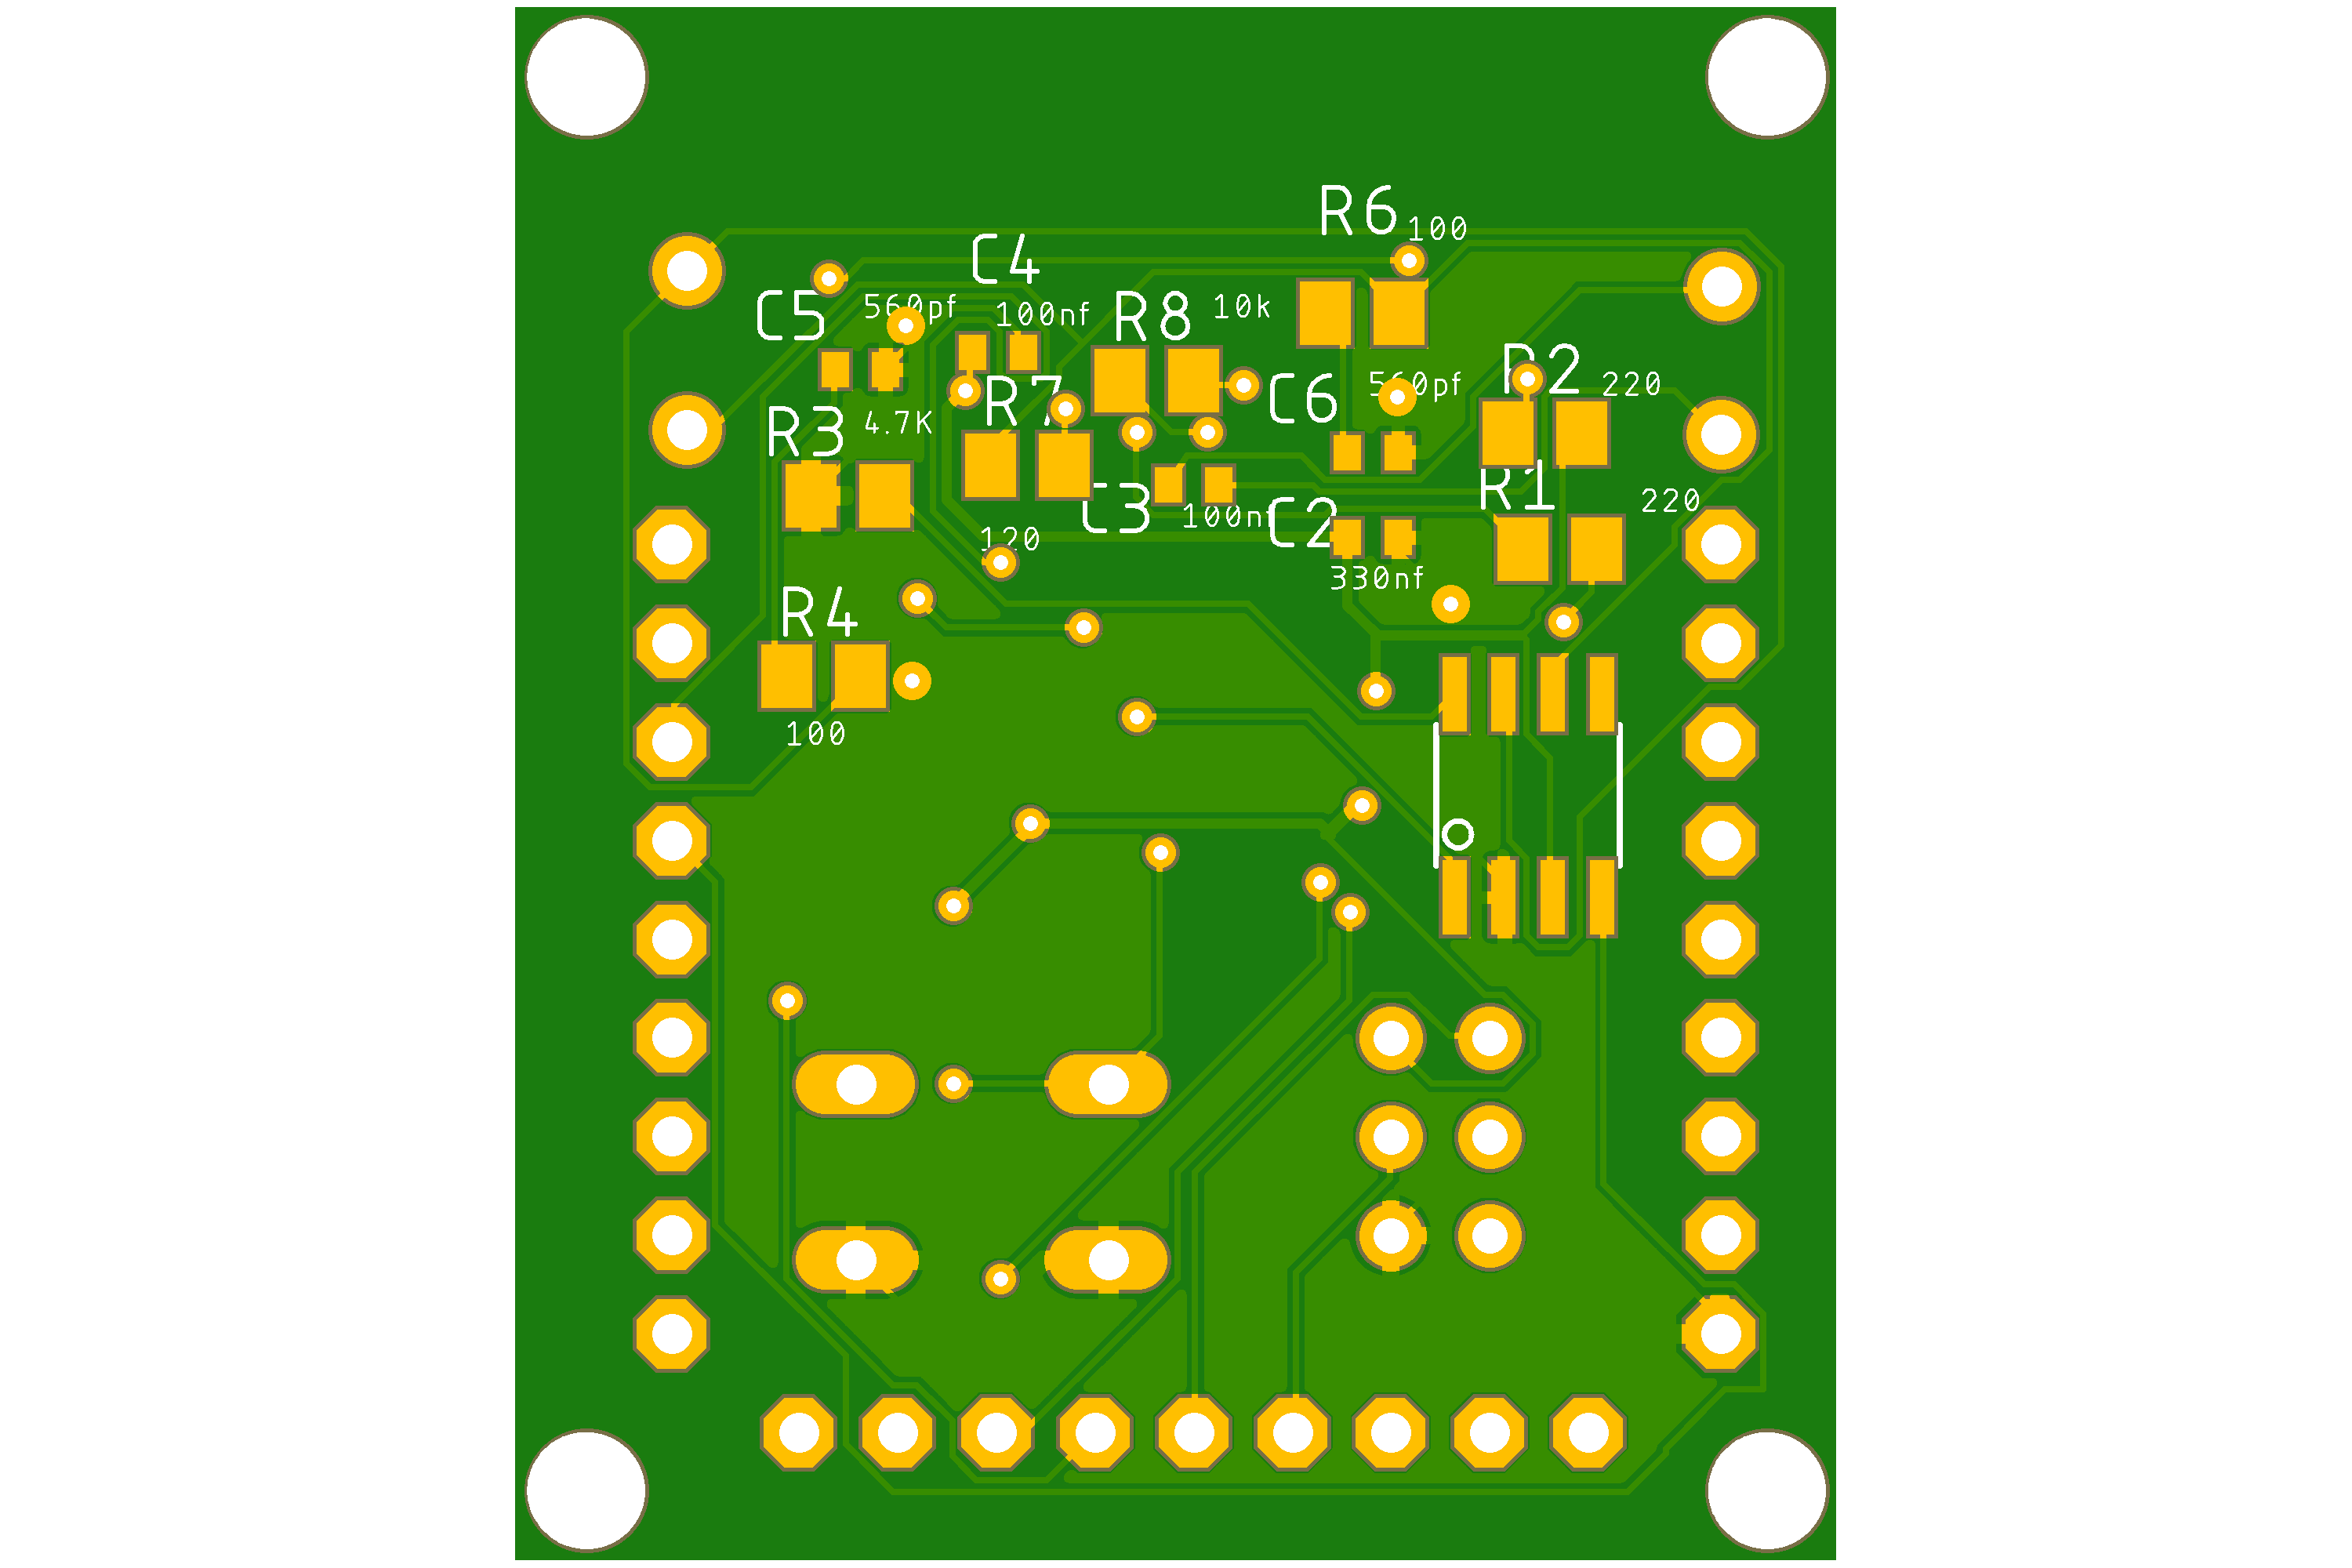 R6 100
C4
C5 560pf 100nf R8 10k
R2 220
R7 C6 560pf
R3 4.7K
R1 220
C3 100nf C2
120
330nf
R4
100